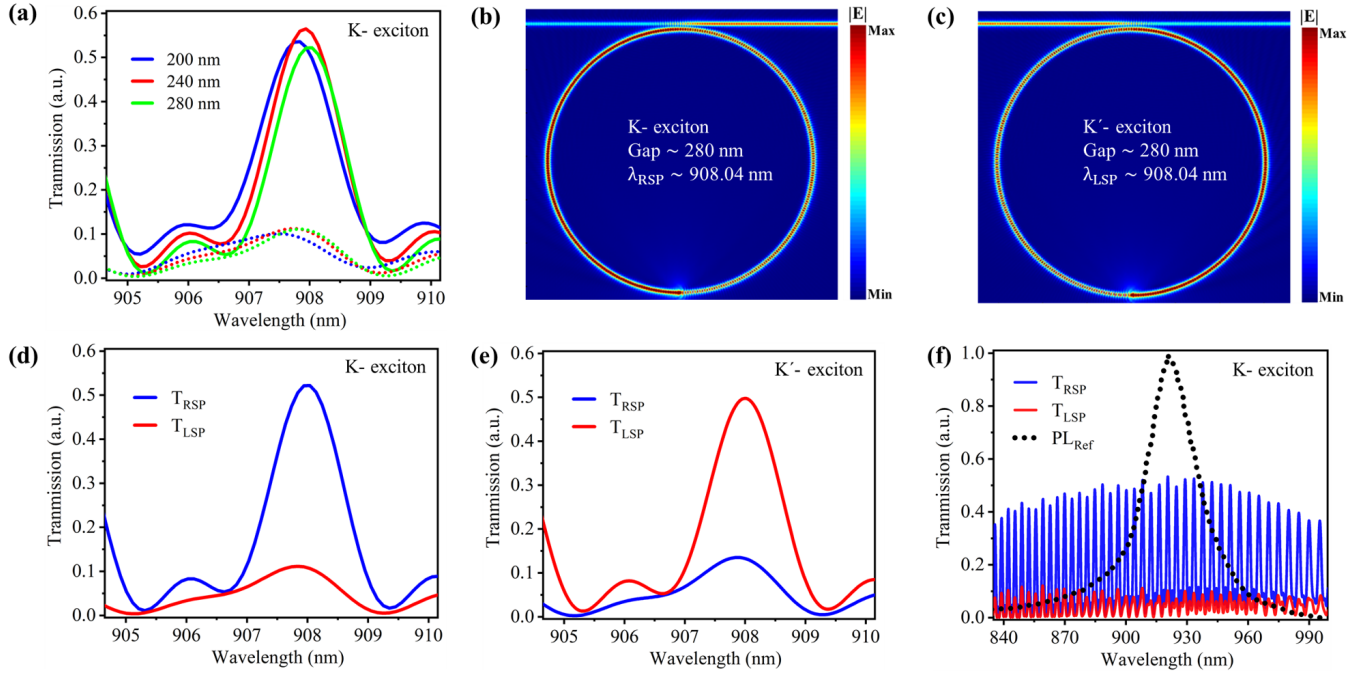 (a)
K- exciton
200 nm
240 nm
280 nm
0.6
0.5
0.4
0.3
0.2
0.1
0.0
905 906 907 908 909 910
Tranmission (a.u.)
Wavelength (nm)
(b)
K- exciton
Gap ~ 280 nm
λRSP ~ 908.04 nm
|E|
Max
Min
(c)
K´- exciton
Gap ~ 280 nm
λLSP ~ 908.04 nm
|E|
Max
Min
(d)
K- exciton
TRSP
TLSP
0.6
0.5
0.4
0.3
0.2
0.1
0.0
905 906 907 908 909 910
Tranmission (a.u.)
Wavelength (nm)
(e)
K´- exciton
TRSP
TLSP
0.6
0.5
0.4
0.3
0.2
0.1
0.0
905 906 907 908 909 910
Tranmission (a.u.)
Wavelength (nm)
(f)
K- exciton
TRSP
TLSP
PLRef
1.0
0.8
0.6
0.4
0.2
0.0
840 870 900 930 960 990
Tranmission (a.u.)
Wavelength (nm)